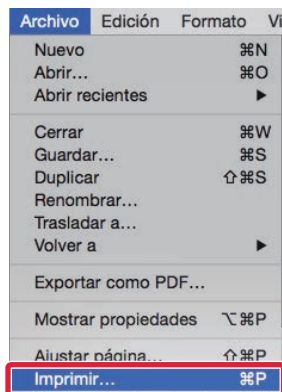 Archivo Edición Formato Vi
Nuevo ⌘N
Abrir... ⌘O
Abrir recientes ▶
Cerrar ⌘W
Guardar... ⌘S
Duplicar ⇧⌘S
Renombrar...
Trasladar a...
Volver a ▶
Exportar como PDF...
Mostrar propiedades ⌥⌘P
Ajustar página... ⇧⌘P
Imprimir... ⌘P